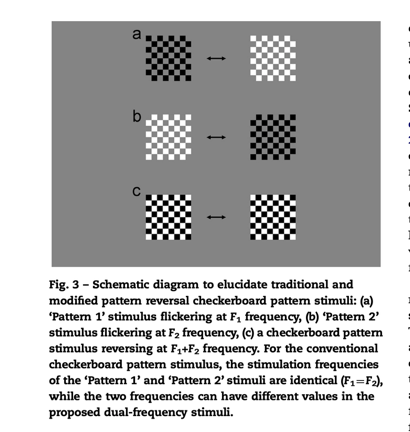 a
b
c
Fig. 3 – Schematic diagram to elucidate traditional and
modified pattern reversal checkerboard pattern stimuli: (a)
‘Pattern 1’ stimulus flickering at F1 frequency, (b) ‘Pattern 2’
stimulus flickering at F2 frequency, (c) a checkerboard pattern
stimulus reversing at F1+F2 frequency. For the conventional
checkerboard pattern stimulus, the stimulation frequencies
of the ‘Pattern 1’ and ‘Pattern 2’ stimuli are identical (F1=F2),
while the two frequencies can have different values in the
proposed dual-frequency stimuli.